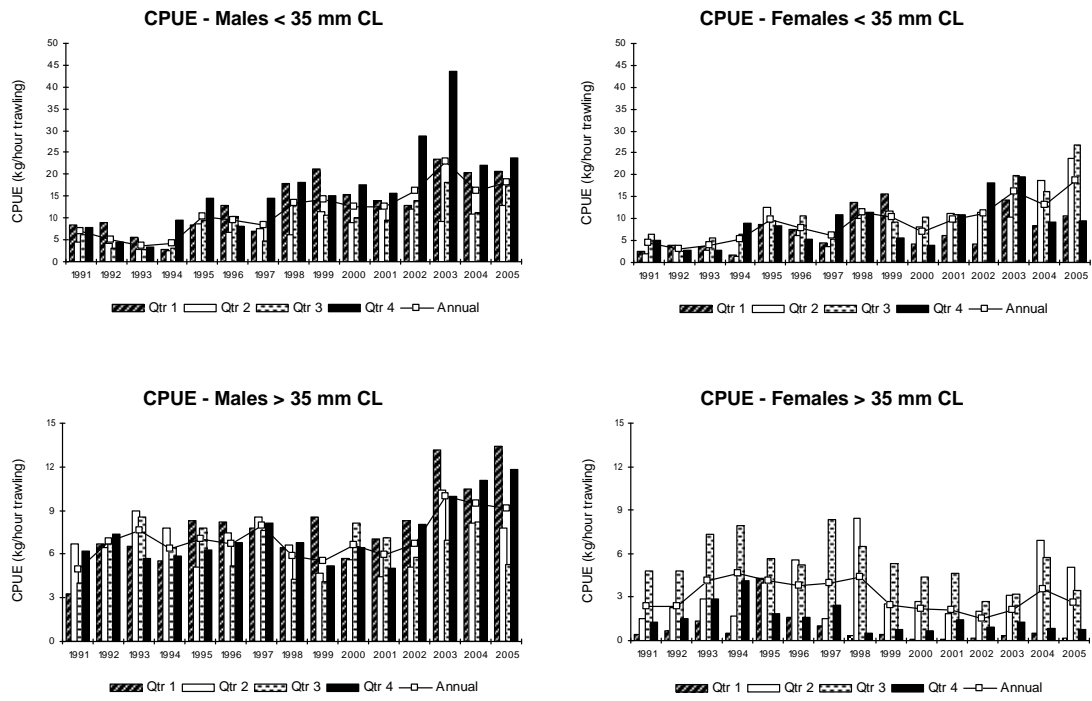 CPUE - Males < 35 mm CL
CPUE (kg/hour trawling)
50
45
40
35
30
25
20
15
10
5
0
1991 1992 1993 1994 1995 1996 1997 1998 1999 2000 2001 2002 2003 2004 2005
Qtr 1 Qtr 2 Qtr 3 Qtr 4 Annual
CPUE - Females < 35 mm CL
CPUE (kg/hour trawling)
50
45
40
35
30
25
20
15
10
5
0
1991 1992 1993 1994 1995 1996 1997 1998 1999 2000 2001 2002 2003 2004 2005
Qtr 1 Qtr 2 Qtr 3 Qtr 4 Annual
CPUE - Males > 35 mm CL
CPUE (kg/hour trawling)
15
12
9
6
3
0
1991 1992 1993 1994 1995 1996 1997 1998 1999 2000 2001 2002 2003 2004 2005
Qtr 1 Qtr 2 Qtr 3 Qtr 4 Annual
CPUE - Females > 35 mm CL
CPUE (kg/hour trawling)
15
12
9
6
3
0
1991 1992 1993 1994 1995 1996 1997 1998 1999 2000 2001 2002 2003 2004 2005
Qtr 1 Qtr 2 Qtr 3 Qtr 4 Annual